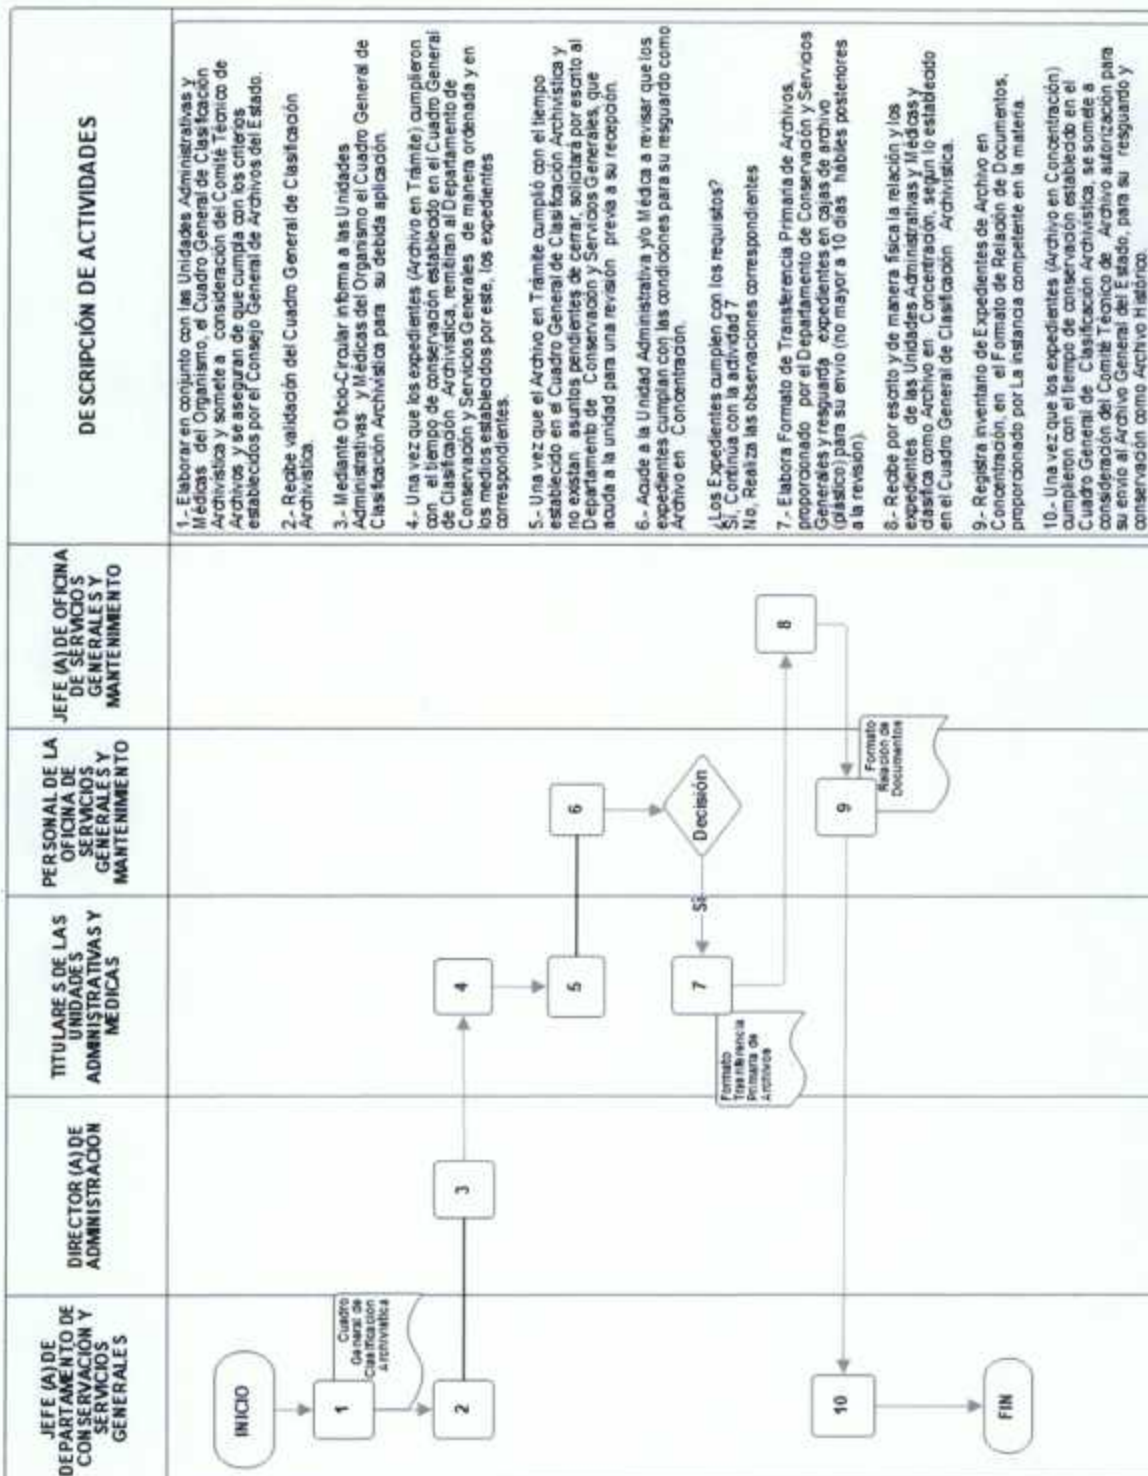 JEFE (A) DE
DEPARTAMENTO DE
CONSERVACIÓN Y
SERVICIOS
GENERALES
DIRECTOR (A) DE
ADMINISTRACIÓN
TITULARES DE LAS
UNIDADES
ADMINISTRATIVAS Y
MEDICAS
PERSONAL DE LA
OFICINA DE
SERVICIOS
GENERALES Y
MANTENIMIENTO
JEFE (A) DE OFICINA
DE SERVICIOS
GENERALES Y
MANTENIMIENTO
DESCRIPCIÓN DE ACTIVIDADES
INICIO
1
Cuadro
General de
Clasificación
Archivística
2
3
4
5
6
Decisión
Si
7
Formato
Trasnferencia
Primaria de
Archivos
8
9
Formato
Relación de
Documentos
10
FIN
1.- Elaborar en conjunto con las Unidades Administrativas y
Médicas del Organismo, el Cuadro General de Clasificación
Archivística y somete a consideración del Comité Técnico de
Archivos y se aseguran de que cumpla con los criterios
establecidos por el Consejo General de Archivos del Estado.
2.- Recibe validación del Cuadro General de Clasificación
Archivística.
3.- Mediante Oficio-Circular informa a las Unidades
Administrativas y Médicas del Organismo el Cuadro General de
Clasificación Archivística para su debida aplicación.
4.- Una vez que los expedientes (Archivo en Trámite) cumplieron
con el tiempo de conservación establecido en el Cuadro General
de Clasificación Archivística, remitirán al Departamento de
Conservación y Servicios Generales de manera ordenada y en
los medios establecidos por este, los expedientes
correspondientes.
5.- Una vez que el Archivo en Trámite cumplió con el tiempo
establecido en el Cuadro General de Clasificación Archivística y
no existan asuntos pendientes de cerrar, solicitará por escrito al
Departamento de Conservación y Servicios Generales, que
acuda a la unidad para una revisión previa a su recepción.
6.- Acude a la Unidad Administrativa y/o Médica a revisar que los
expedientes cumplan con las condiciones para su resguardo como
Archivo en Concentración.
¿Los Expedientes cumplen con los requisitos?
Sí, Continúa con la actividad 7
No, Realiza las observaciones correspondientes
7.- Elabora Formato de Transferencia Primaria de Archivos,
proporcionado por el Departamento de Conservación y Servicios
Generales y resguarda expedientes en cajas de archivo
(plástico) para su envío (no mayor a 10 días hábiles posteriores
a la revisión).
8.- Recibe por escrito y de manera física la relación y los
expedientes de las Unidades Administrativas y Médicas y
clasifica como Archivo en Concentración, según lo establecido
en el Cuadro General de Clasificación Archivística.
9.- Registra inventario de Expedientes de Archivo en
Concentración, en el Formato de Relación de Documentos,
proporcionado por La instancia competente en la materia.
10.- Una vez que los expedientes (Archivo en Concentración)
cumplieron con el tiempo de conservación establecido en el
Cuadro General de Clasificación Archivística, se somete a
consideración del Comité Técnico de Archivo autorización para
su envío al Archivo General del Estado, para su resguardo y
conservación como Archivo Histórico.